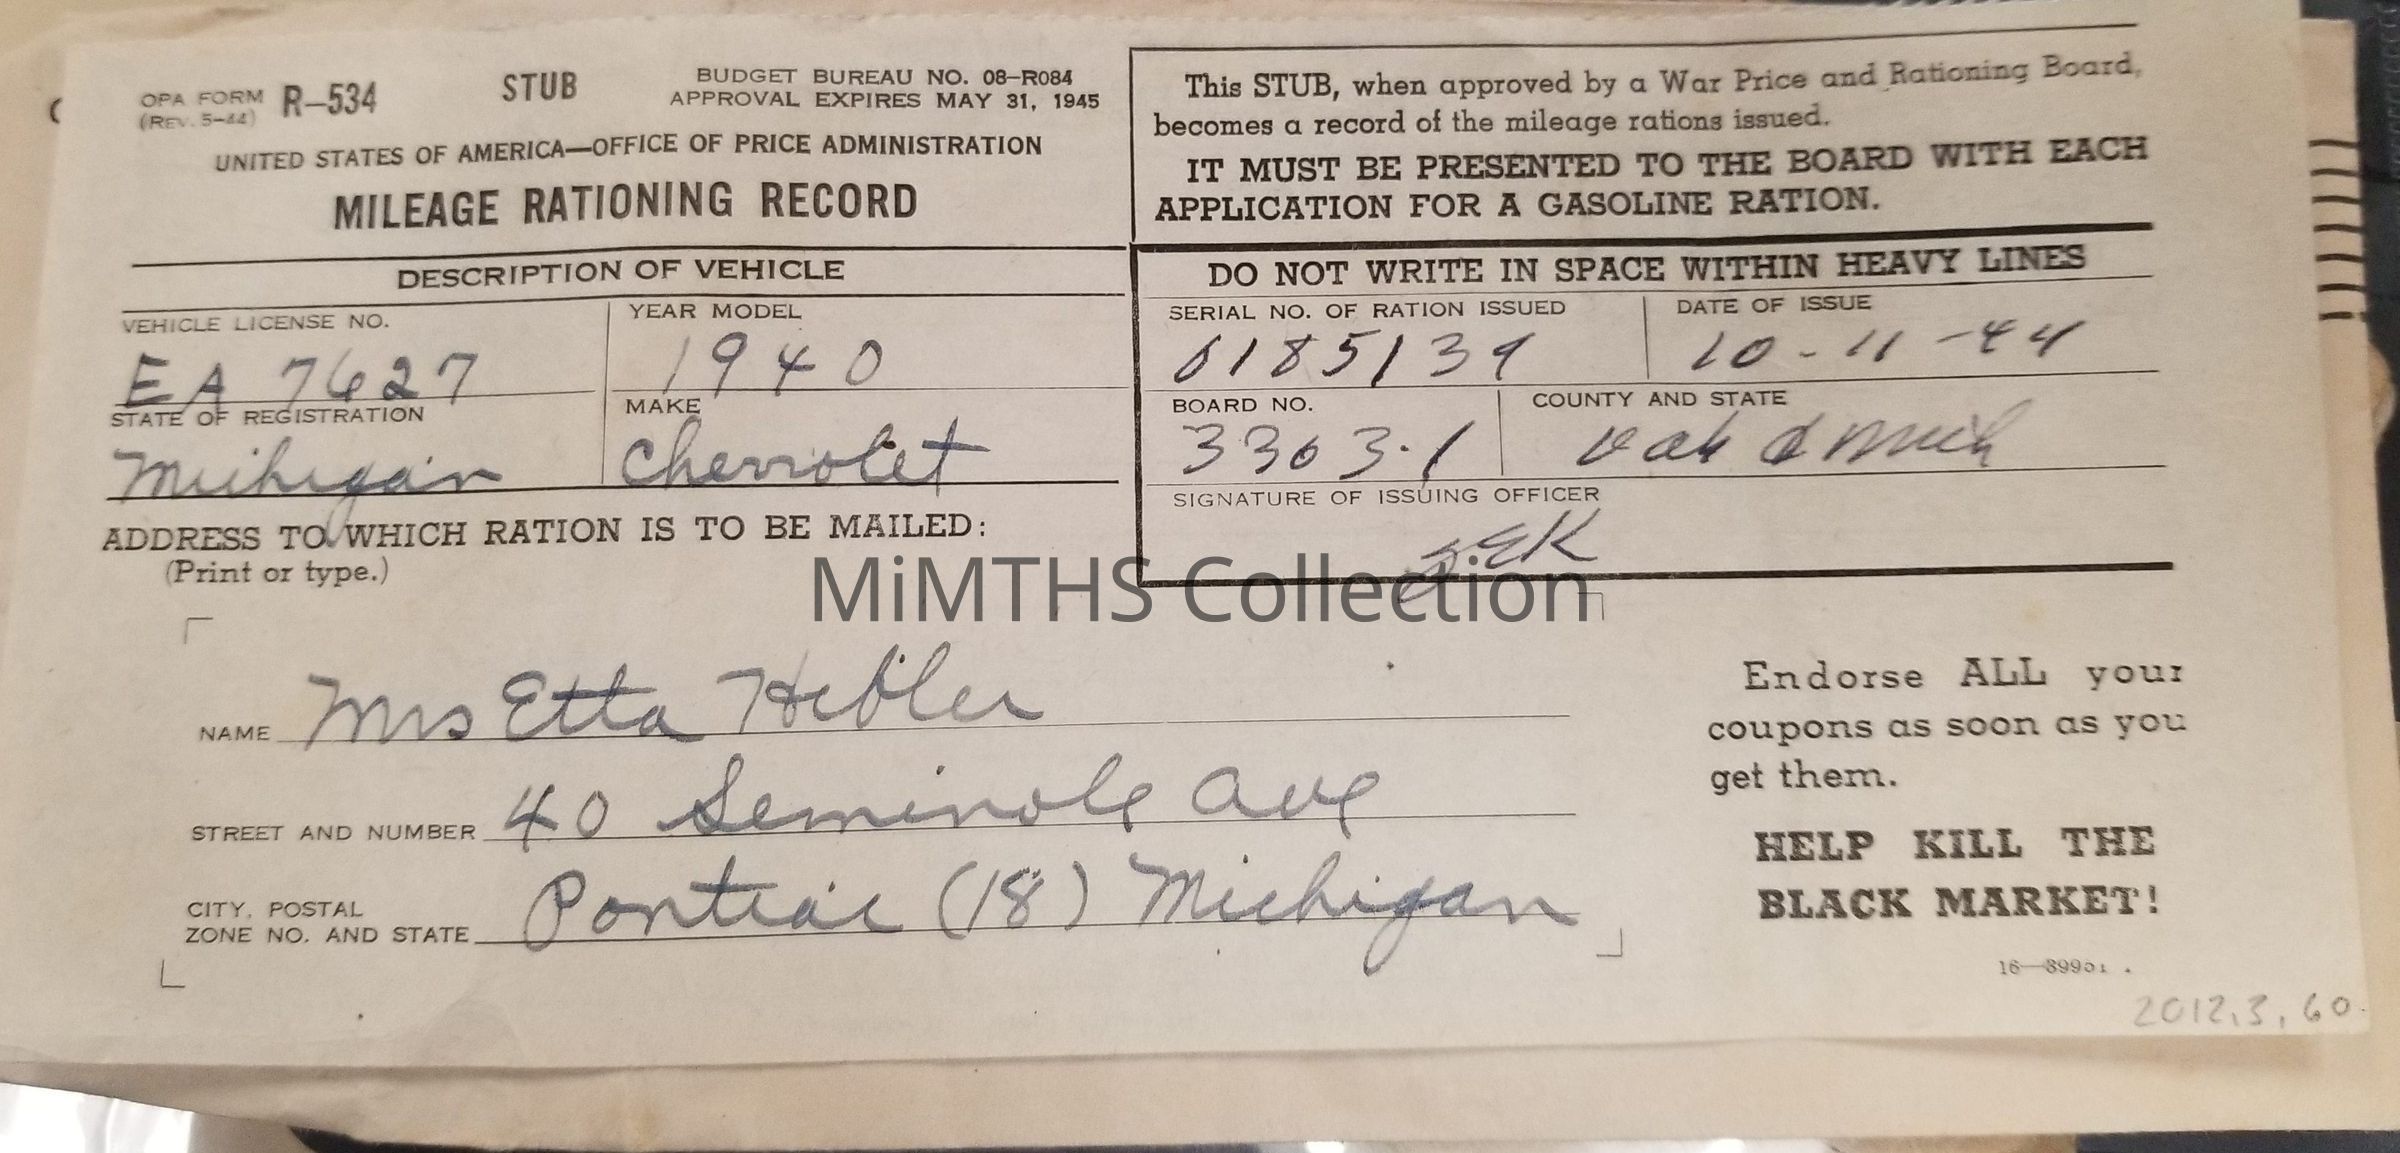 OPA FORM R-534
(REV. 5-44)
STUB
BUDGET BUREAU NO. 08-R084
APPROVAL EXPIRES MAY 31, 1945
UNITED STATES OF AMERICA—OFFICE OF PRICE ADMINISTRATION
MILEAGE RATIONING RECORD
This STUB, when approved by a War Price and Rationing Board,
becomes a record of the mileage rations issued.
IT MUST BE PRESENTED TO THE BOARD WITH EACH
APPLICATION FOR A GASOLINE RATION.
DESCRIPTION OF VEHICLE
VEHICLE LICENSE NO.
EA 7627
YEAR MODEL
1940
STATE OF REGISTRATION
Michigan
MAKE
Chevrolet
DO NOT WRITE IN SPACE WITHIN HEAVY LINES
SERIAL NO. OF RATION ISSUED
DATE OF ISSUE
10-11-44
BOARD NO.
3303.1
COUNTY AND STATE
Oak Mich
SIGNATURE OF ISSUING OFFICER
ADDRESS TO WHICH RATION IS TO BE MAILED:
(Print or type.)
MiMTHS Collection
NAME Mrs Etta Hibler
STREET AND NUMBER 40 Seminole Ave
CITY, POSTAL
ZONE NO. AND STATE Pontiac (18) Michigan
Endorse ALL your
coupons as soon as you
get them.
HELP KILL THE
BLACK MARKET!
2012.3.60